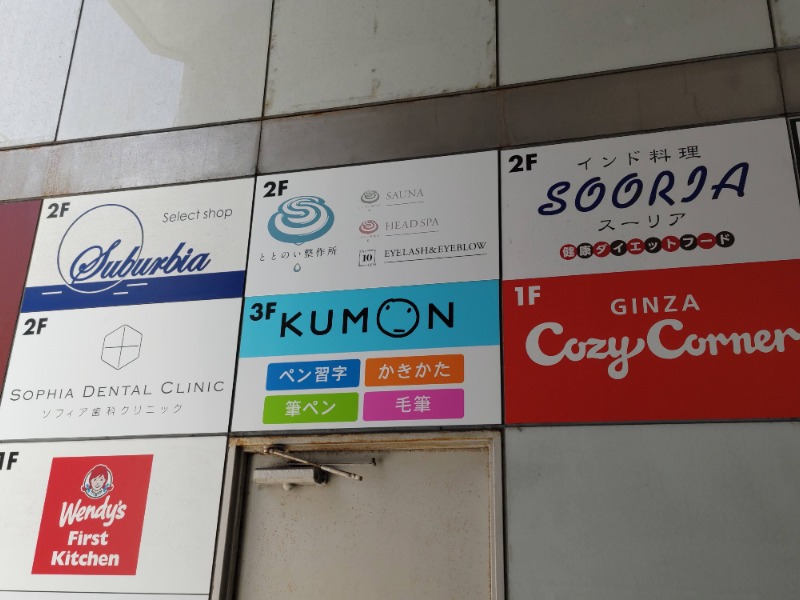 2F
Select shop
Suburbia
2F
SOPHIA DENTAL CLINIC
ソフィア歯科クリニック
1F
Wendy's
First
Kitchen
2F
ととのい整作所
SAUNA
HEAD SPA
10
EYELASH&EYEBLOW
3F
KUMON
ペン習字
かきかた
筆ペン
毛筆
2F
インド料理
SOORIA
スーリア
健康ダイエットフード
1F
GINZA
Cozy Corner